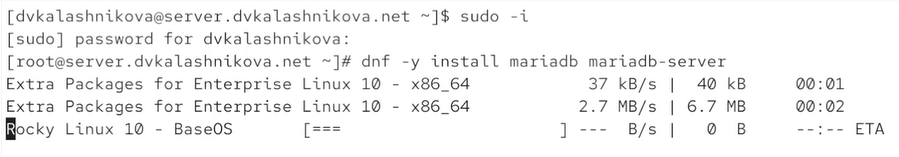 [dvkalashnikova@server.dvkalashnikova.net ~]$ sudo -i
[sudo] password for dvkalashnikova:
[root@server.dvkalashnikova.net ~]# dnf -y install mariadb mariadb-server
Extra Packages for Enterprise Linux 10 - x86_64           37 kB/s |  40 kB     00:01
Extra Packages for Enterprise Linux 10 - x86_64          2.7 MB/s | 6.7 MB     00:02
Rocky Linux 10 - BaseOS       [===                     ] ---  B/s |   0  B     --:-- ETA